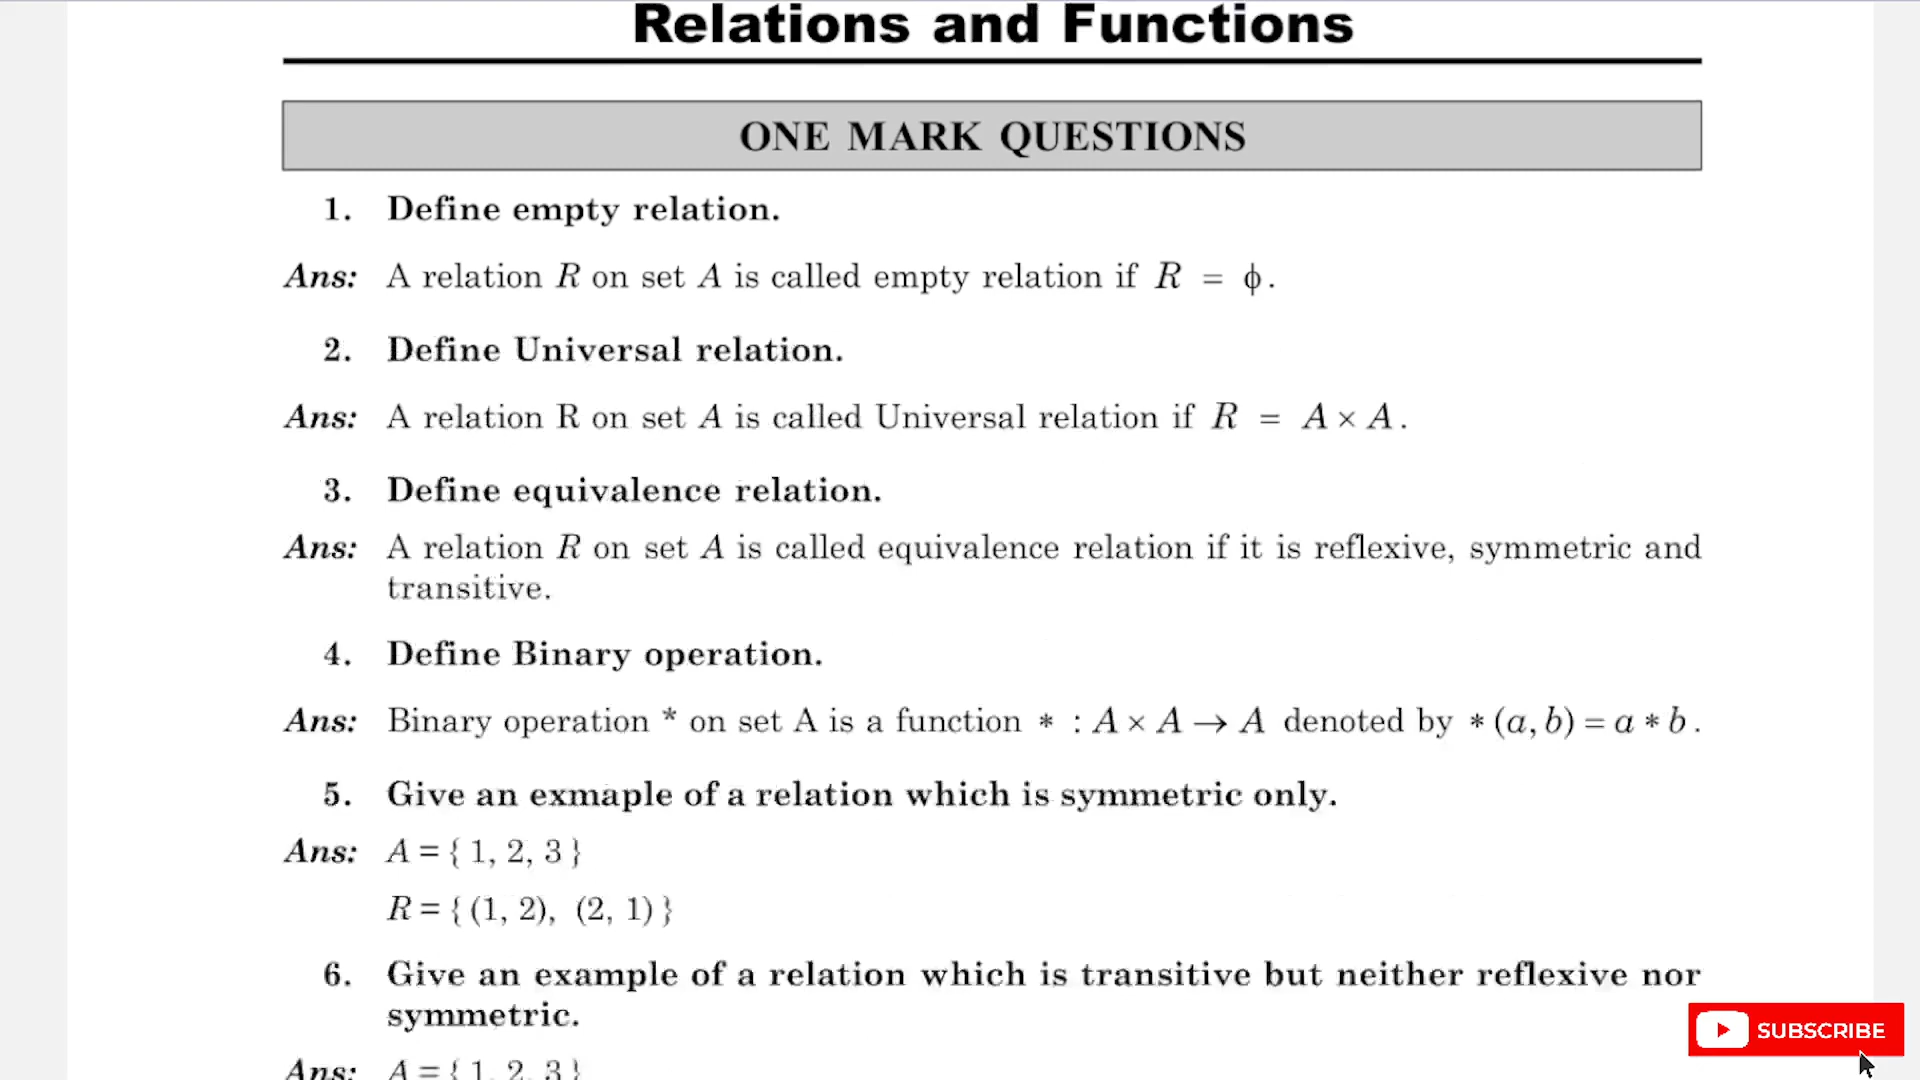 Relations and Functions
ONE MARK QUESTIONS
1. Define empty relation.
Ans: A relation R on set A is called empty relation if R = ϕ.
2. Define Universal relation.
Ans: A relation R on set A is called Universal relation if R = A × A.
3. Define equivalence relation.
Ans: A relation R on set A is called equivalence relation if it is reflexive, symmetric and
transitive.
4. Define Binary operation.
Ans: Binary operation * on set A is a function * : A × A → A denoted by * (a, b) = a * b.
5. Give an exmaple of a relation which is symmetric only.
Ans: A = { 1, 2, 3 }
R = { (1, 2), (2, 1) }
6. Give an example of a relation which is transitive but neither reflexive nor
symmetric.
SUBSCRIBE
Ans: A = { 1, 2, 3 }